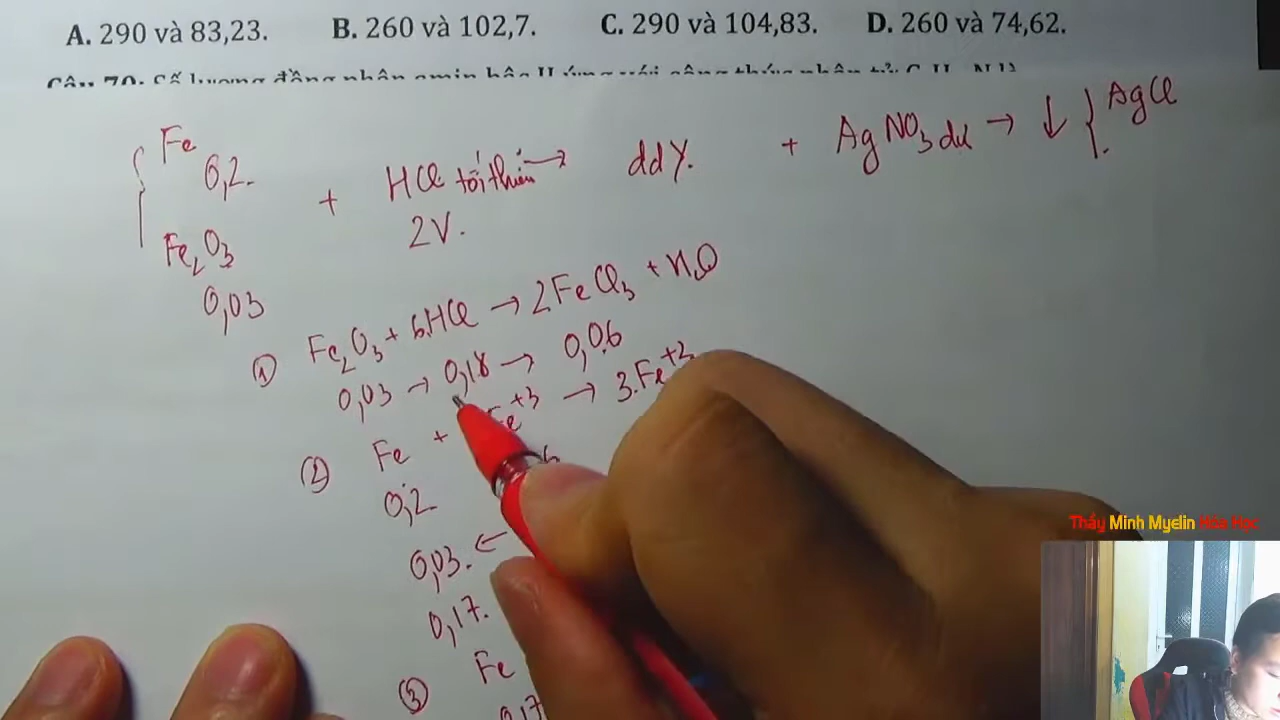 A. 290 và 83,23. B. 260 và 102,7. C. 290 và 104,83. D. 260 và 74,62.
Fe 0,2. + HCl tối thiểu → ddY. + AgNO3 dư → ↓ { AgCl
Fe2O3 2V.
0,03
① Fe2O3 + 6HCl → 2FeCl3 + H2O
0,03 → 0,18 → 0,06
② Fe + Fe+3 → 3.Fe+2
0,2
0,03. ←
0,17.
③ Fe
0,17
Thầy Minh Myelin Hóa Học